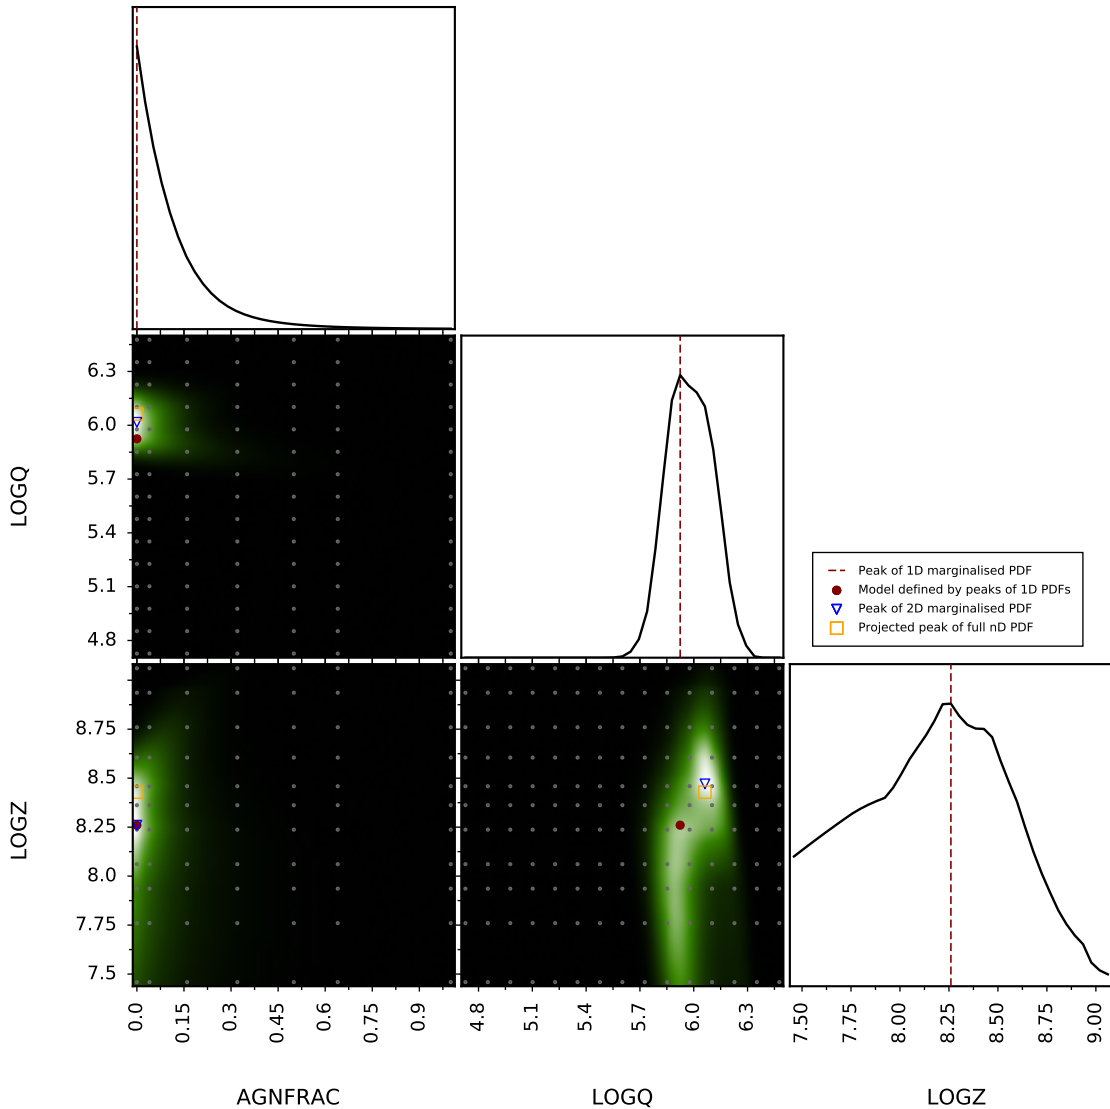 6.3
6.0
5.7
5.4
5.1
4.8
LOGQ
Peak of 1D marginalised PDF
Model defined by peaks of 1D PDFs
Peak of 2D marginalised PDF
Projected peak of full nD PDF
8.75
8.5
8.25
8.0
7.75
7.5
LOGZ
0.0 0.15 0.3 0.45 0.6 0.75 0.9
4.8 5.1 5.4 5.7 6.0 6.3
7.50 7.75 8.00 8.25 8.50 8.75 9.00
AGNFRAC LOGQ LOGZ